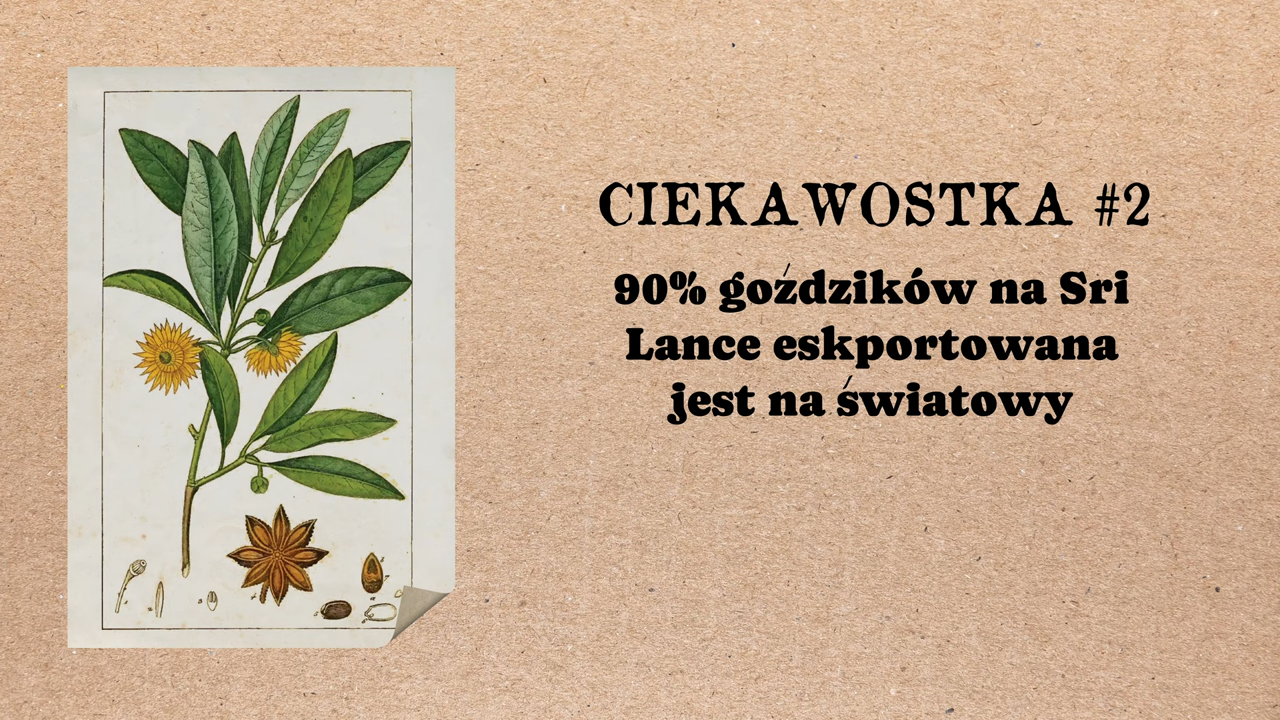 CIEKAWOSTKA #2
90% goździków na Sri
Lance eskportowana
jest na światowy